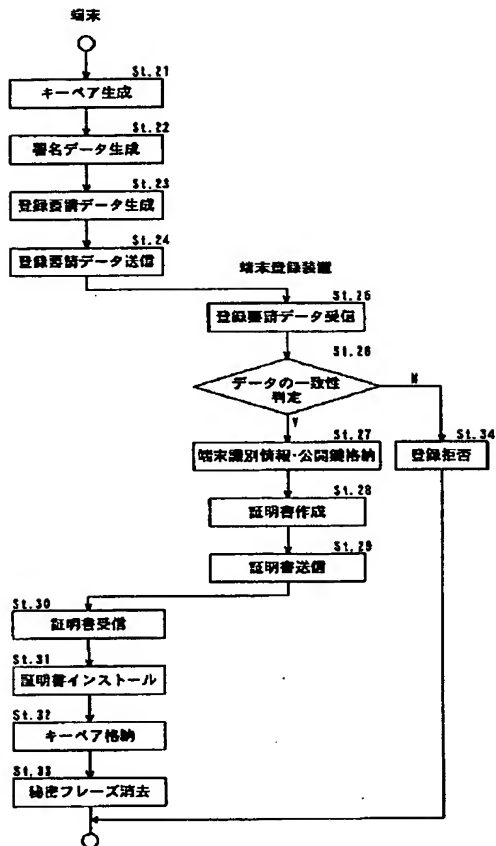 端末
St.21
キーペア生成
St.22
署名データ生成
St.23
登録要請データ生成
St.24
登録要請データ送信
端末登録装置
St.25
登録要請データ受信
St.26
データの一致性
判定
N
Y
St.27
端末識別情報・公開鍵格納
St.34
登録拒否
St.28
証明書作成
St.29
証明書送信
St.30
証明書受信
St.31
証明書インストール
St.32
キーペア格納
St.33
秘密フレーズ消去